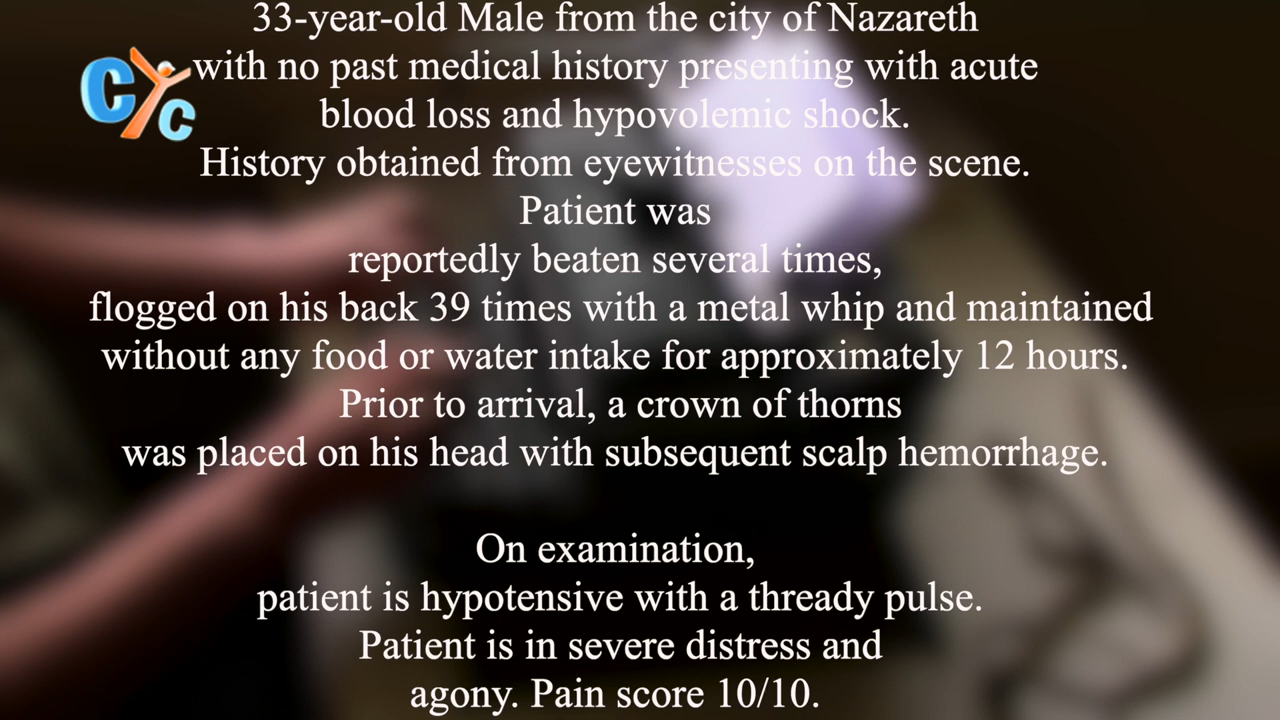 33-year-old Male from the city of Nazareth
CYC
with no past medical history presenting with acute
blood loss and hypovolemic shock.
History obtained from eyewitnesses on the scene.
Patient was
reportedly beaten several times,
flogged on his back 39 times with a metal whip and maintained
without any food or water intake for approximately 12 hours.
Prior to arrival, a crown of thorns
was placed on his head with subsequent scalp hemorrhage.
On examination,
patient is hypotensive with a thready pulse.
Patient is in severe distress and
agony. Pain score 10/10.